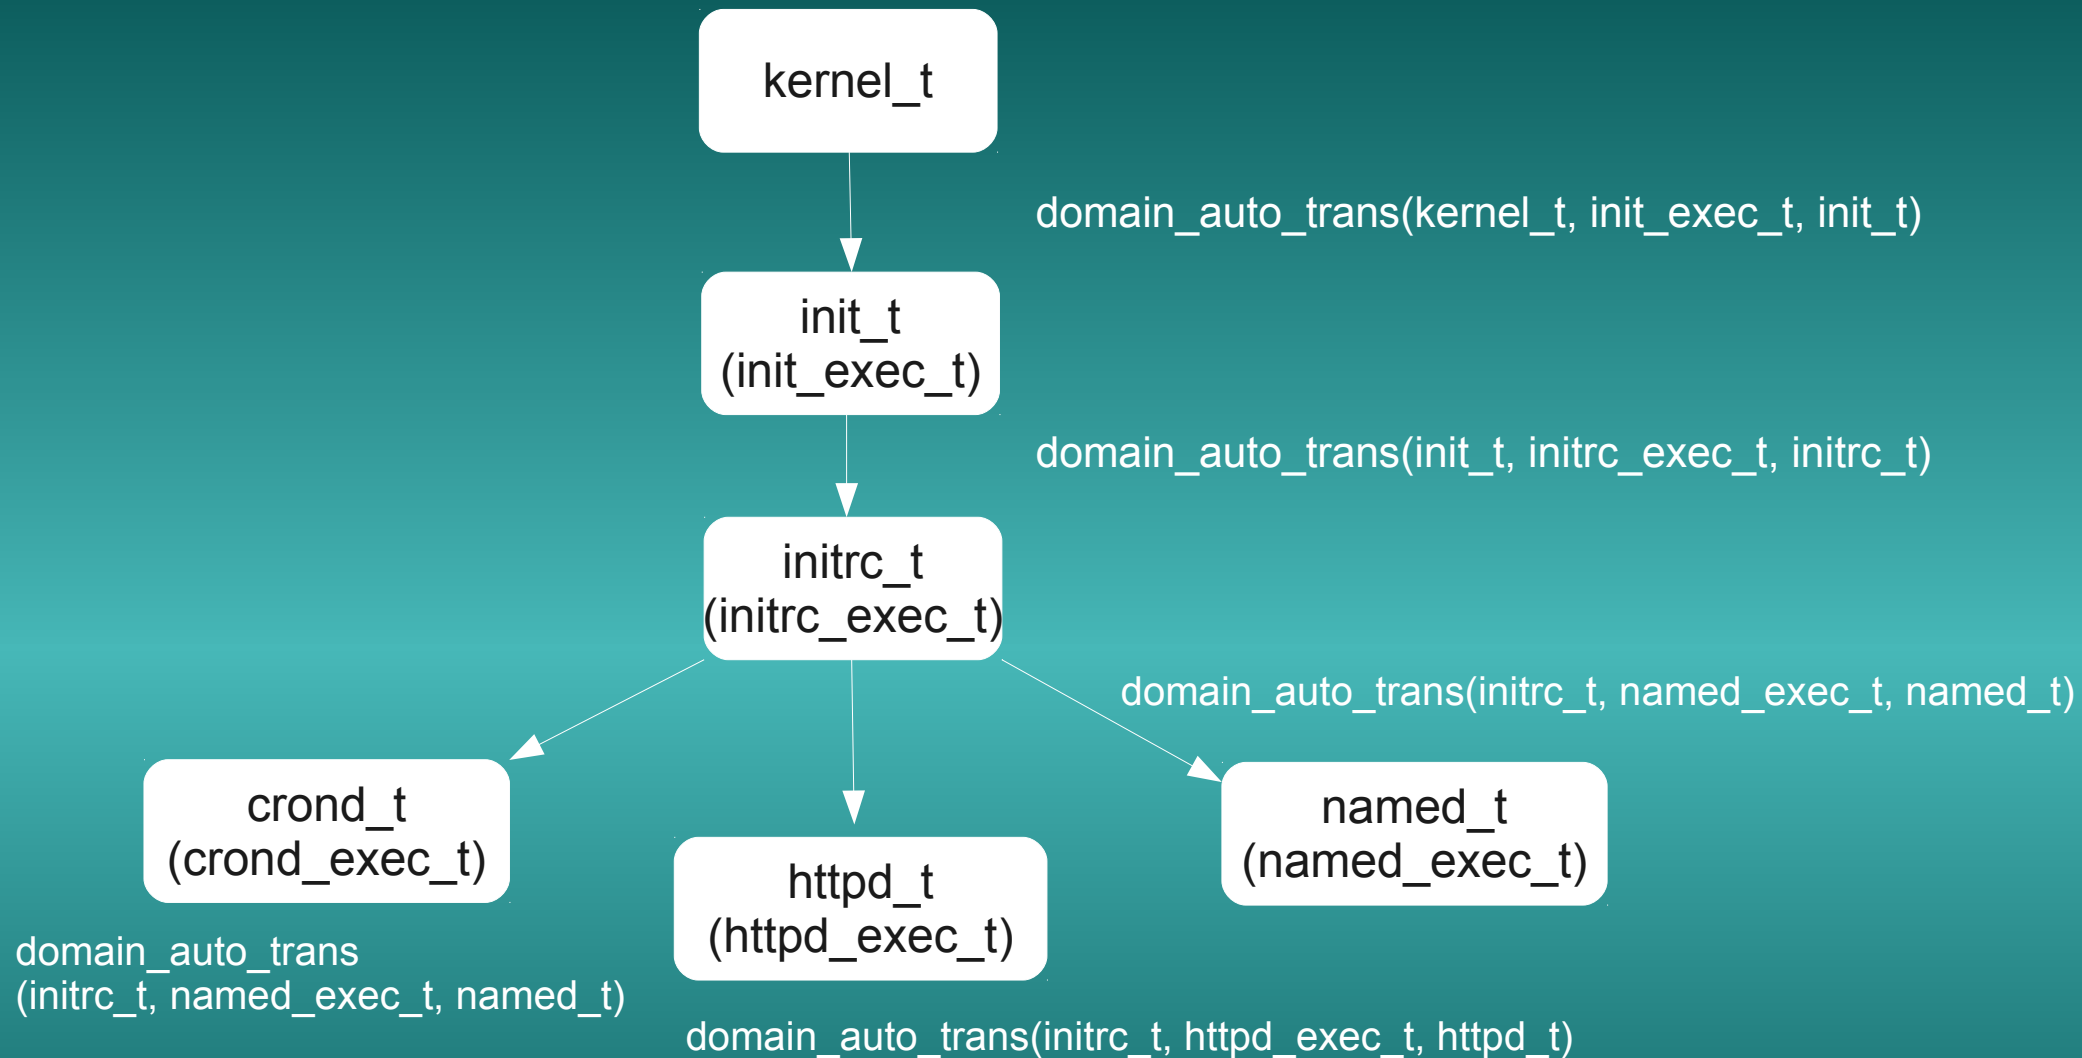 kernel_t
domain_auto_trans(kernel_t, init_exec_t, init_t)
init_t
(init_exec_t)
domain_auto_trans(init_t, initrc_exec_t, initrc_t)
initrc_t
(initrc_exec_t)
domain_auto_trans(initrc_t, named_exec_t, named_t)
crond_t
(crond_exec_t)
named_t
(named_exec_t)
httpd_t
(httpd_exec_t)
domain_auto_trans
(initrc_t, named_exec_t, named_t)
domain_auto_trans(initrc_t, httpd_exec_t, httpd_t)